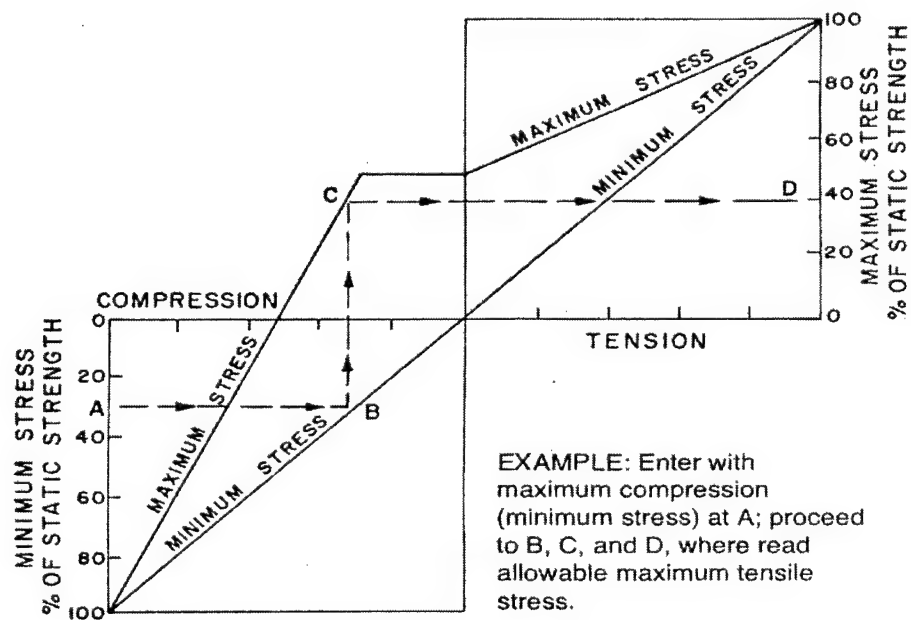 100
80
60
40
20
0
MAXIMUM STRESS
% OF STATIC STRENGTH
MAXIMUM STRESS
MINIMUM STRESS
C
D
COMPRESSION
TENSION
0
20
40
60
80
100
MINIMUM STRESS
% OF STATIC STRENGTH
A
B
MAXIMUM STRESS
MINIMUM STRESS
EXAMPLE: Enter with
maximum compression
(minimum stress) at A; proceed
to B, C, and D, where read
allowable maximum tensile
stress.